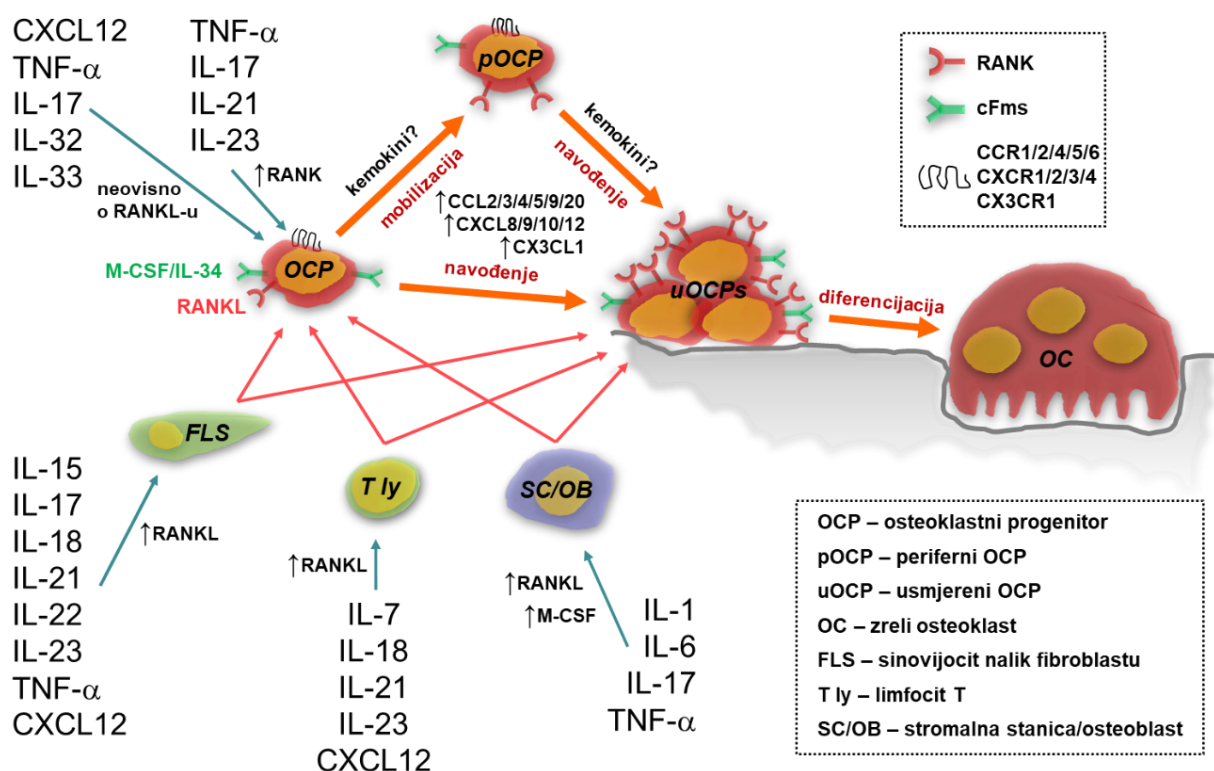 CXCL12
TNF-α
IL-17
IL-32
IL-33
neovisno
o RANKL-u
TNF-α
IL-17
IL-21
IL-23
↑RANK
pOCP
kemokini?
mobilizacija
kemokini?
navođenje
↑CCL2/3/4/5/9/20
↑CXCL8/9/10/12
↑CX3CL1
navođenje
OCP
M-CSF/IL-34
RANKL
uOCPs
diferencijacija
OC
RANK
cFms
CCR1/2/4/5/6
CXCR1/2/3/4
CX3CR1
FLS
T ly
SC/OB
IL-15
IL-17
IL-18
IL-21
IL-22
IL-23
TNF-α
CXCL12
↑RANKL
↑RANKL
IL-7
IL-18
IL-21
IL-23
CXCL12
↑RANKL
↑M-CSF
IL-1
IL-6
IL-17
TNF-α
OCP – osteoklastni progenitor
pOCP – periferni OCP
uOCP – usmjereni OCP
OC – zreli osteoklast
FLS – sinovijocit nalik fibroblastu
T ly – limfocit T
SC/OB – stromalna stanica/osteoblast